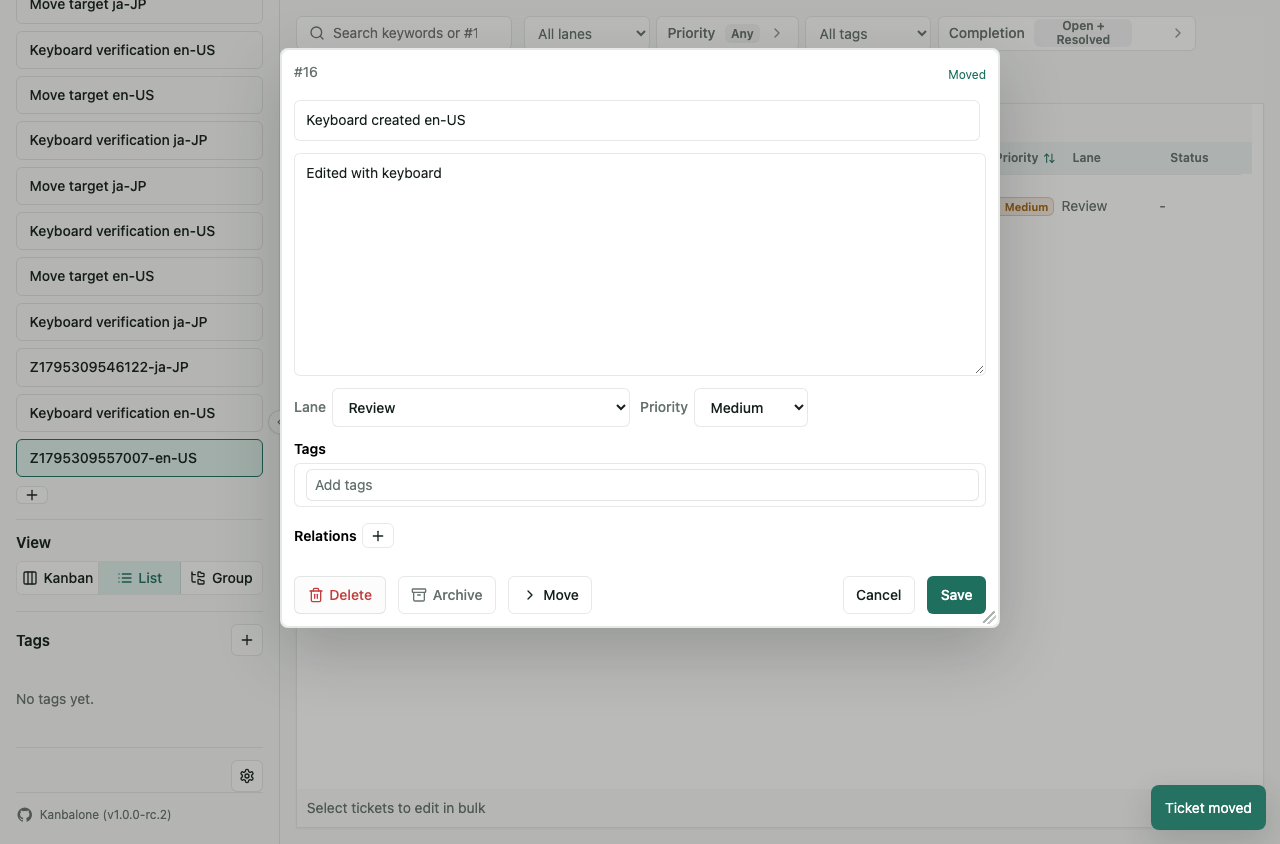 Move target ja-JP
Keyboard verification en-US
Move target en-US
Keyboard verification ja-JP
Move target ja-JP
Keyboard verification en-US
Move target en-US
Keyboard verification ja-JP
Z1795309546122-ja-JP
Keyboard verification en-US
Z1795309557007-en-US
View
Kanban
List
Group
Tags
No tags yet.
Kanbalone (v1.0.0-rc.2)
Search keywords or #1
All lanes
Priority Any
All tags
Completion
Open +
Resolved
Priority
Lane
Status
Medium
Review
-
Select tickets to edit in bulk
#16
Moved
Keyboard created en-US
Edited with keyboard
Lane
Review
Priority
Medium
Tags
Add tags
Relations
Delete
Archive
Move
Cancel
Save
Ticket moved